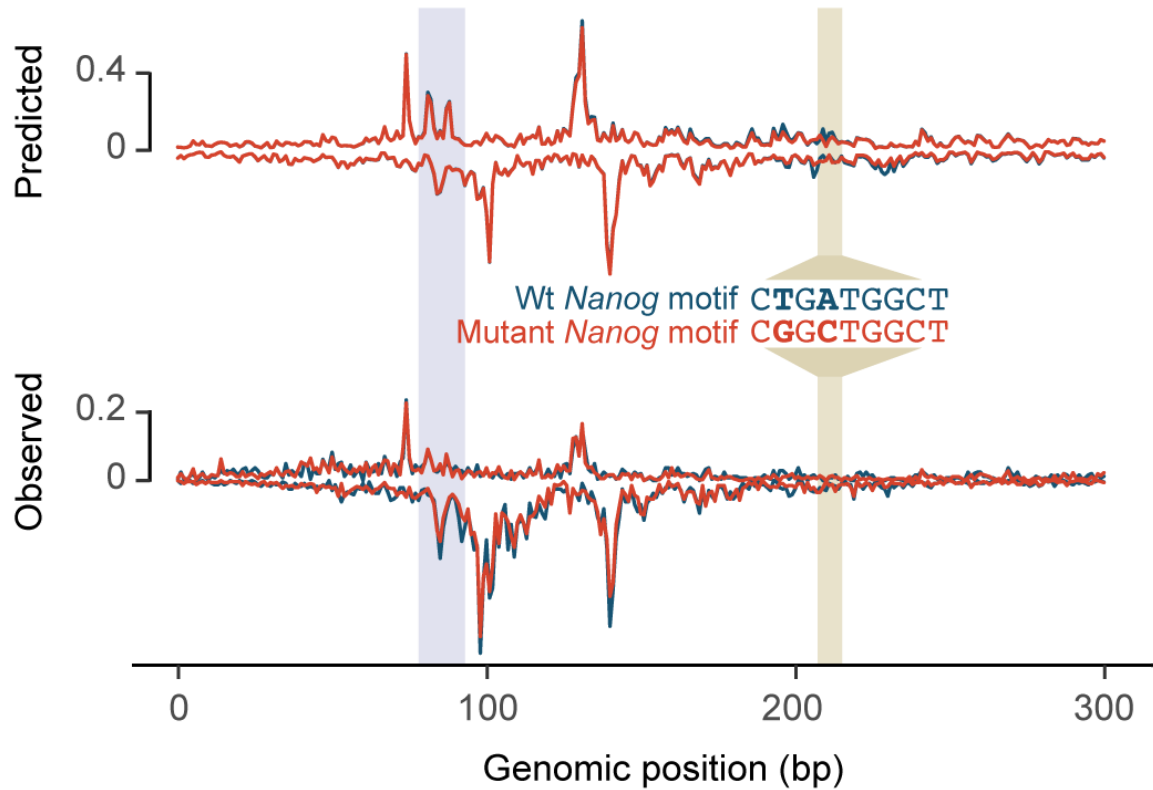 Predicted
0.4
0
Wt Nanog motif CTGATGGCT
Mutant Nanog motif CGGCTGGCT
Observed
0.2
0
0 100 200 300
Genomic position (bp)